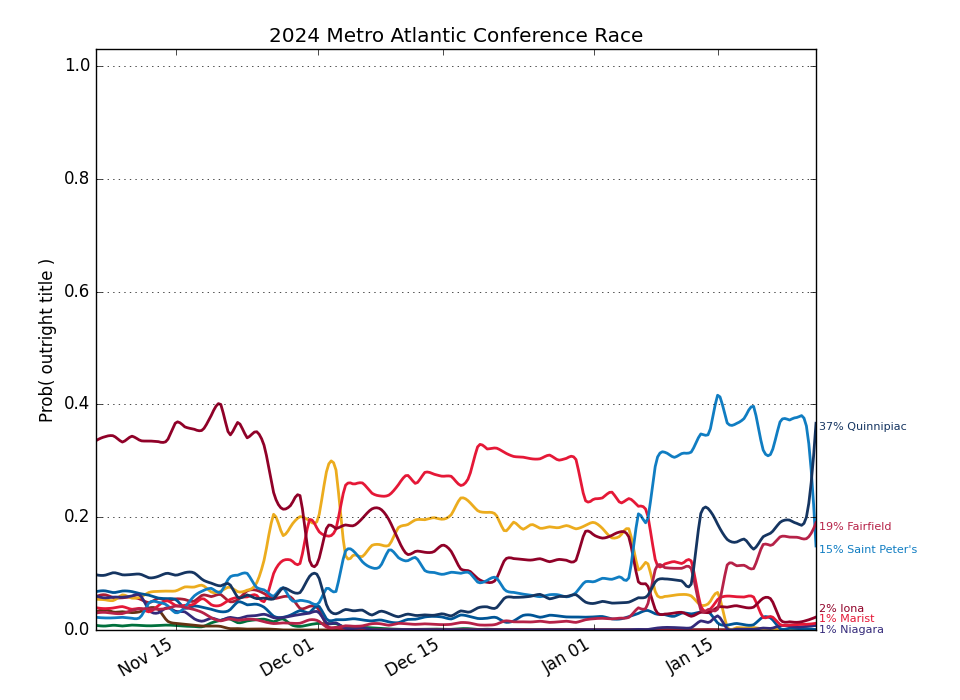 2024 Metro Atlantic Conference Race
Prob( outright title )
1.0
0.8
0.6
0.4
0.2
0.0
Nov 15
Dec 01
Dec 15
Jan 01
Jan 15
37% Quinnipiac
19% Fairfield
15% Saint Peter's
2% Iona
1% Marist
1% Niagara